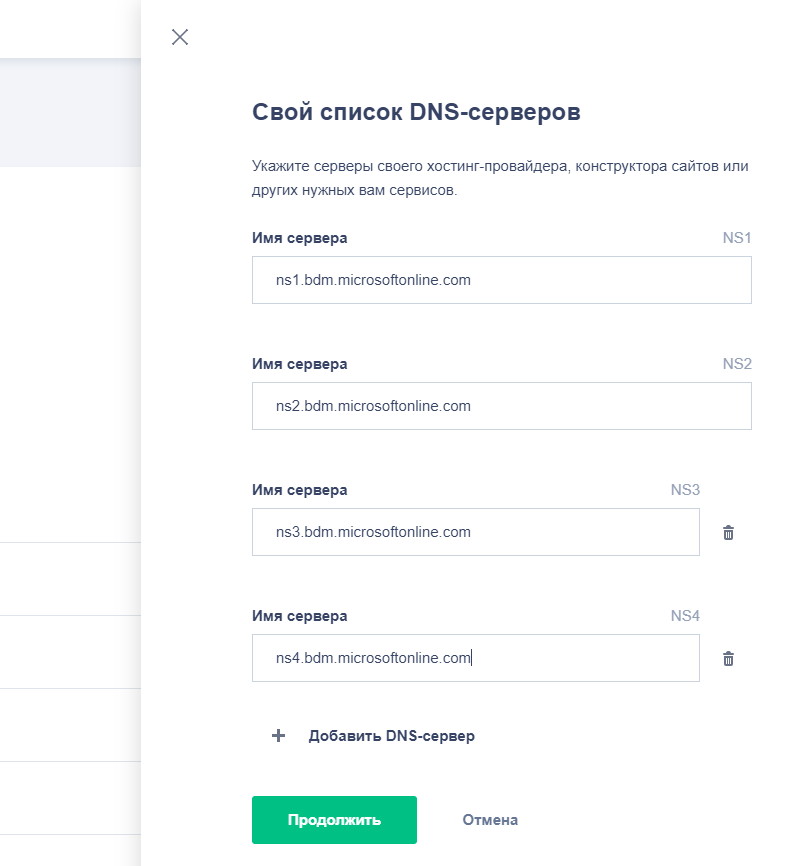 Свой список DNS-серверов
Укажите серверы своего хостинг-провайдера, конструктора сайтов или
других нужных вам сервисов.
Имя сервера NS1
ns1.bdm.microsoftonline.com
Имя сервера NS2
ns2.bdm.microsoftonline.com
Имя сервера NS3
ns3.bdm.microsoftonline.com
Имя сервера NS4
ns4.bdm.microsoftonline.com
Добавить DNS-сервер
Продолжить Отмена